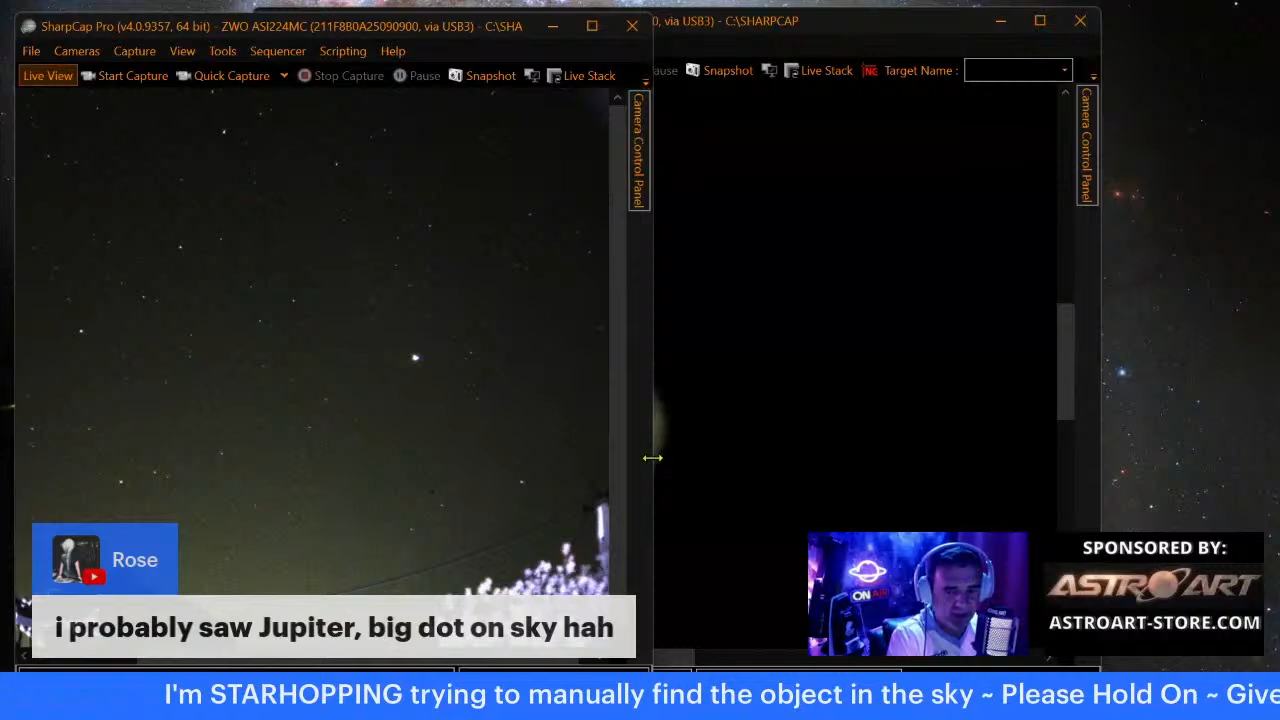 SharpCap Pro (v4.0.9357, 64 bit) - ZWO ASI224MC (211F8B0A25090900, via USB3) - C:\SHA
0, via USB3) - C:\SHARPCAP
File Cameras Capture View Tools Sequencer Scripting Help
Live View Start Capture Quick Capture Stop Capture Pause Snapshot Live Stack
ause Snapshot Live Stack Target Name :
Camera Control Panel
Camera Control Panel
Rose
i probably saw Jupiter, big dot on sky hah
ON AIR
SPONSORED BY:
ASTROART
ASTROART-STORE.COM
I'm STARHOPPING trying to manually find the object in the sky ~ Please Hold On ~ Give